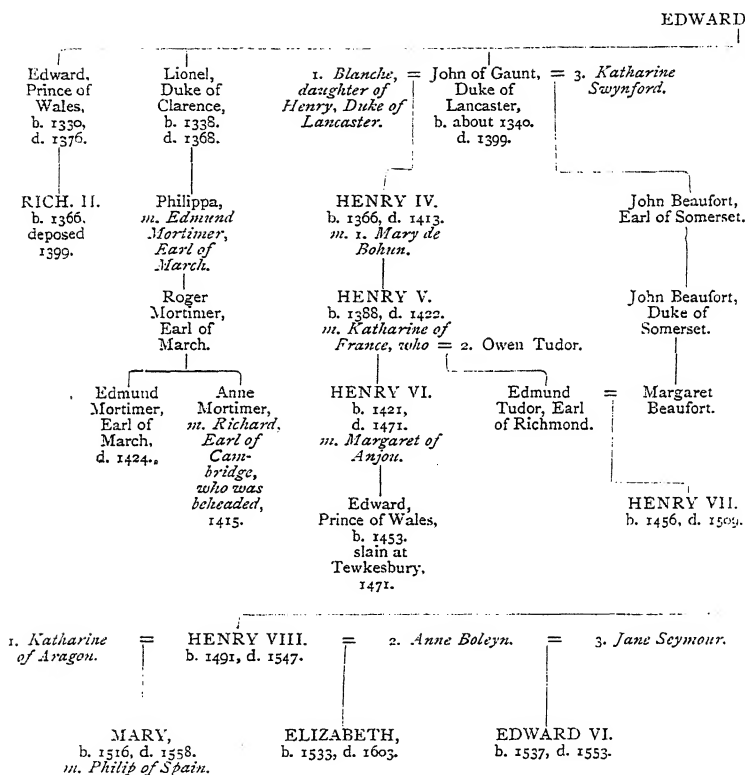 EDWARD
Edward,
Prince of
Wales,
b. 1330,
d. 1376.
Lionel,
Duke of
Clarence,
b. 1338.
d. 1368.
1. Blanche,
daughter of
Henry, Duke of
Lancaster.
=
John of Gaunt,
Duke of
Lancaster,
b. about 1340.
d. 1399.
= 3. Katharine
Swynford.
RICH. II.
b. 1366,
deposed
1399.
Philippa,
m. Edmund
Mortimer,
Earl of
March.
HENRY IV.
b. 1366, d. 1413.
m. 1. Mary de
Bohun.
John Beaufort,
Earl of Somerset.
Roger
Mortimer,
Earl of
March.
HENRY V.
b. 1388, d. 1422.
m. Katharine of
France, who = 2. Owen Tudor.
John Beaufort,
Duke of
Somerset.
Edmund
Mortimer,
Earl of
March,
d. 1424.
Anne
Mortimer,
m. Richard,
Earl of
Cam-
bridge,
who was
beheaded,
1415.
HENRY VI.
b. 1421,
d. 1471.
m. Margaret of
Anjou.
Edmund
Tudor, Earl
of Richmond.
=
Margaret
Beaufort.
Edward,
Prince of Wales,
b. 1453.
slain at
Tewkesbury,
1471.
HENRY VII.
b. 1456, d. 1509.
1. Katharine
of Aragon.
=
HENRY VIII.
b. 1491, d. 1547.
= 2. Anne Boleyn. = 3. Jane Seymour.
MARY,
b. 1516, d. 1558.
m. Philip of Spain.
ELIZABETH,
b. 1533, d. 1603.
EDWARD VI.
b. 1537, d. 1553.